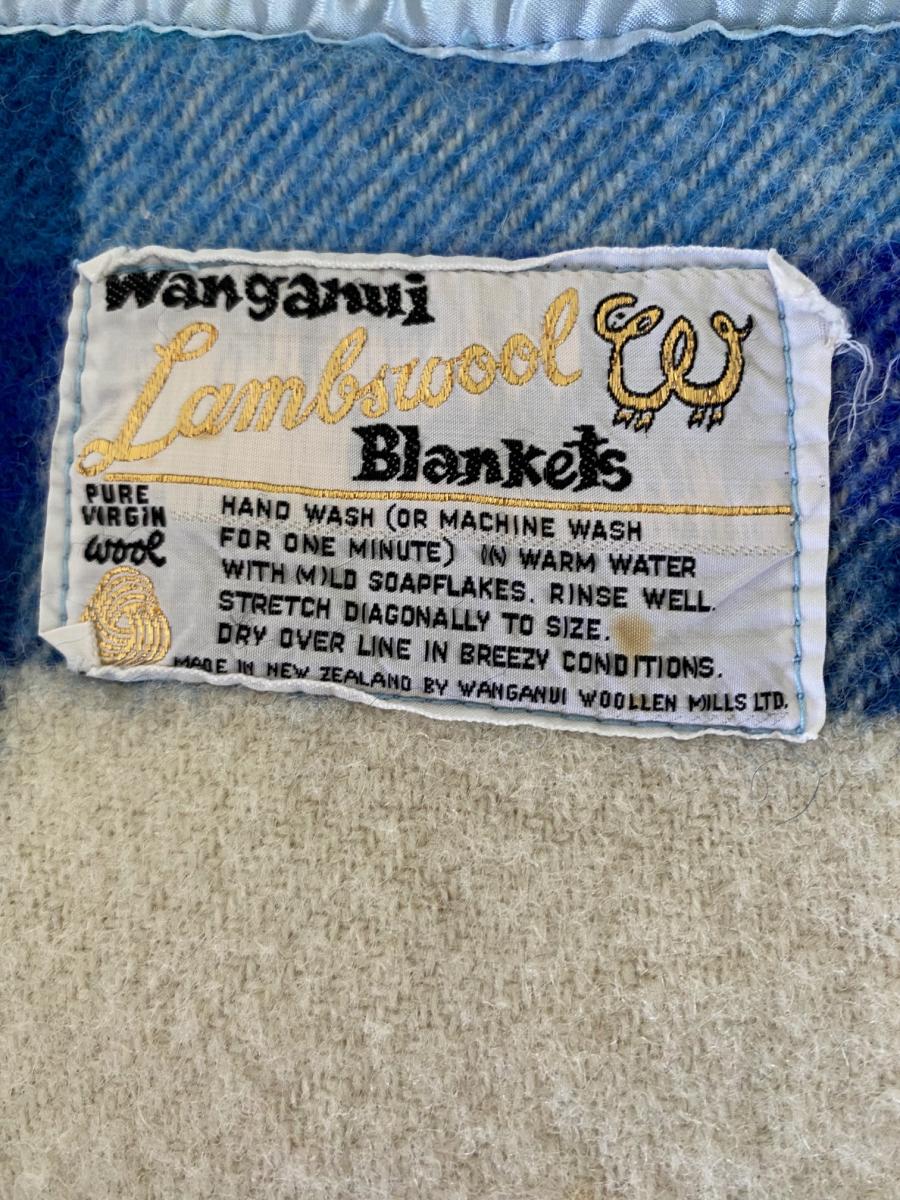 Wanganui
Lambswool
Blankets
PURE
VIRGIN
wool
HAND WASH (OR MACHINE WASH
FOR ONE MINUTE) IN WARM WATER
WITH MILD SOAPFLAKES. RINSE WELL.
STRETCH DIAGONALLY TO SIZE.
DRY OVER LINE IN BREEZY CONDITIONS.
MADE IN NEW ZEALAND BY WANGANUI WOOLLEN MILLS LTD.